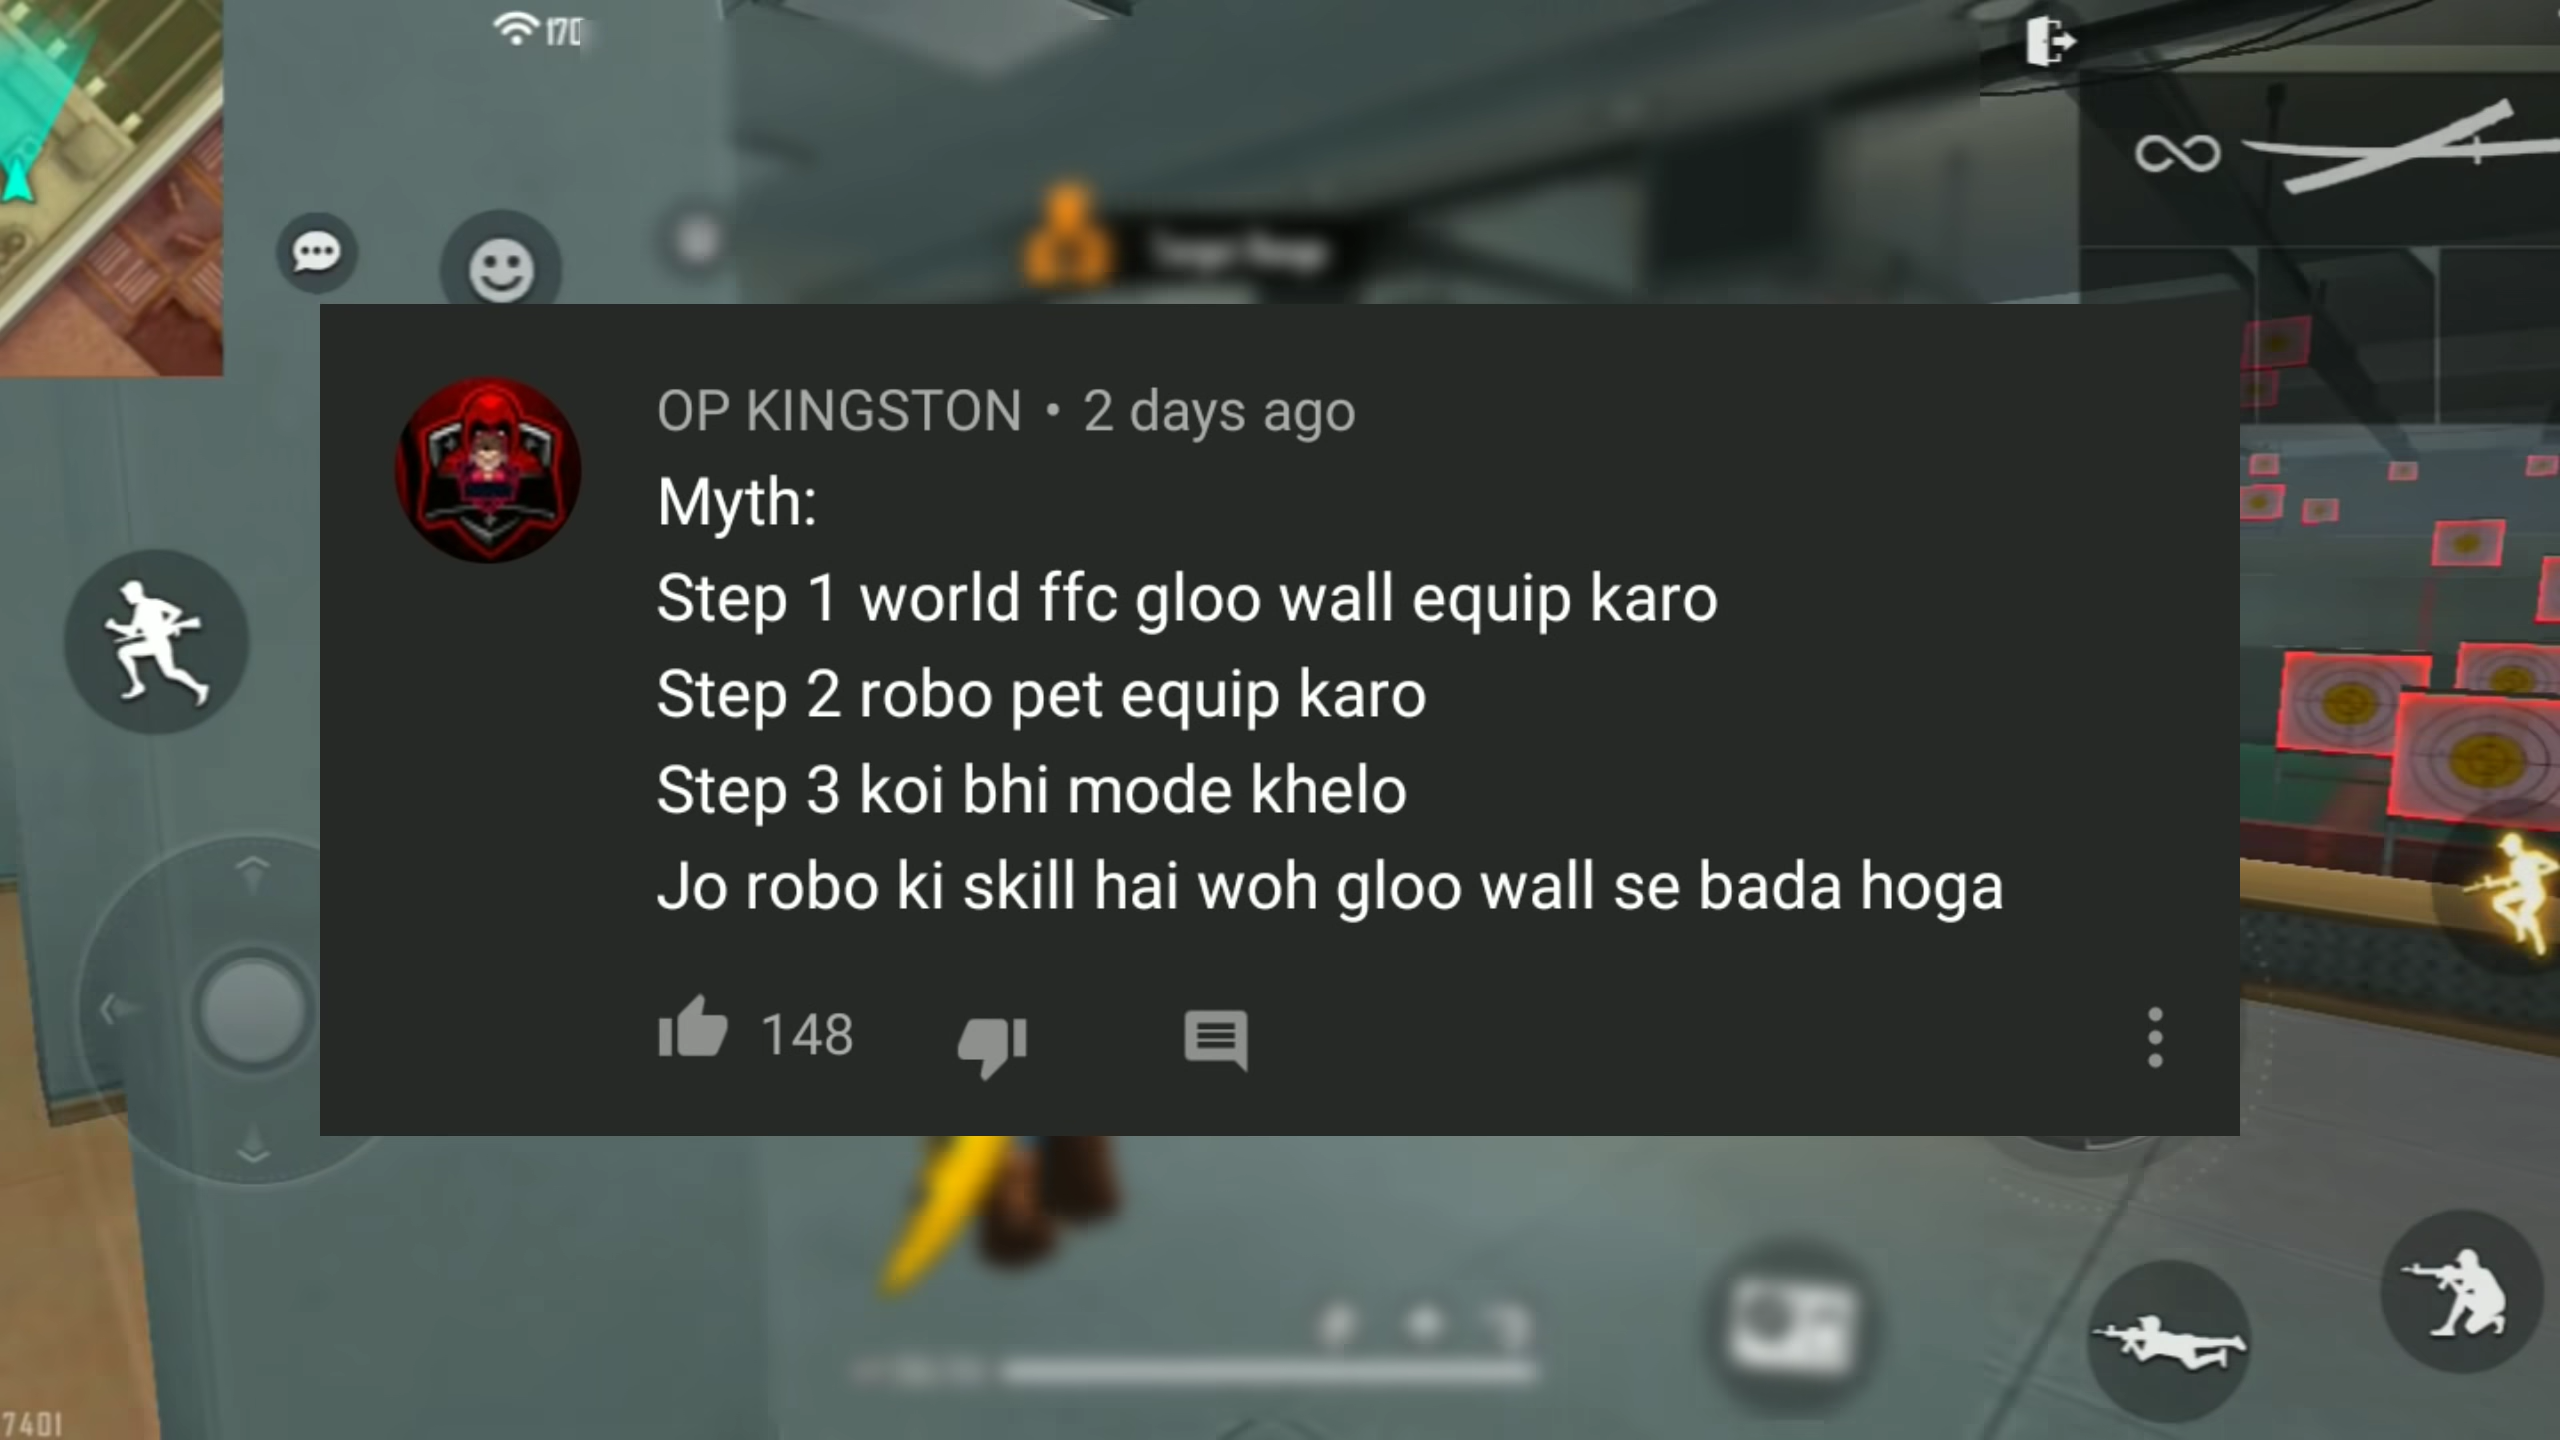 170
OP KINGSTON • 2 days ago
Myth:
Step 1 world ffc gloo wall equip karo
Step 2 robo pet equip karo
Step 3 koi bhi mode khelo
Jo robo ki skill hai woh gloo wall se bada hoga
148
7401